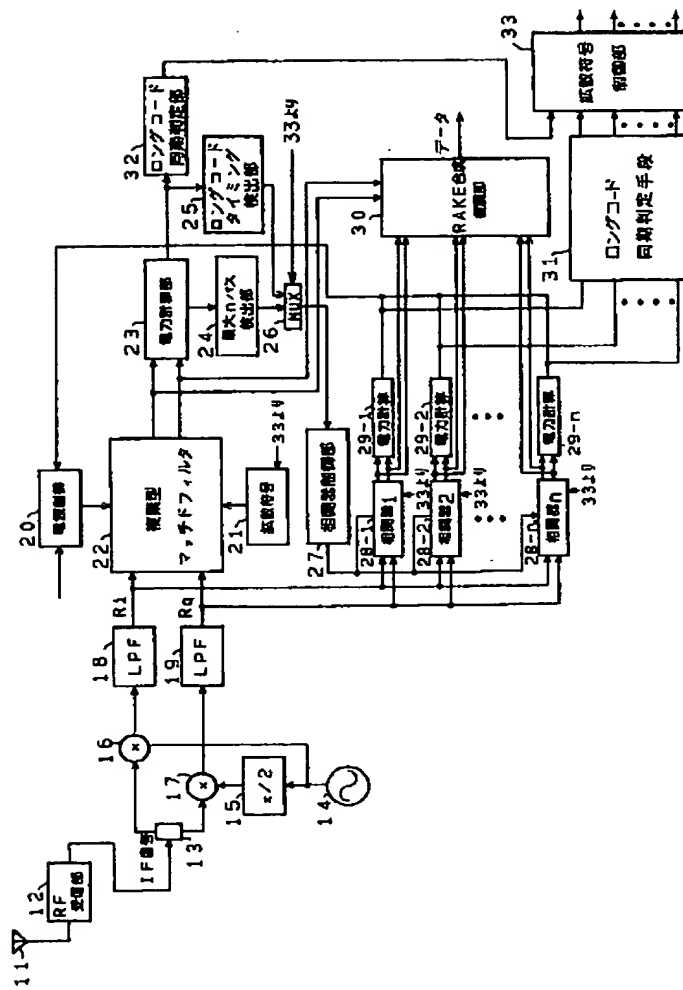 11
12
RF
受信部
IF信号
13
14
15
π/2
16
×
17
×
18
LPF
19
LPF
Ri
Rq
20
電源制御
22
複素型
マッチドフィルタ
21
拡散符号
33より
23
電力計算部
24
最大nパス
検出部
25
ロングコード
タイミング
検出部
32
ロングコード
同期判定部
26
MUX
33より
27
相関器制御部
28-1
相関器1
33より
28-2
相関器2
33より
28-n
相関器n
33より
29-1
電力計算
29-2
電力計算
29-n
電力計算
30
RAKE合成
データ
31
ロングコード
同期判定手段
33
拡散符号
制御部